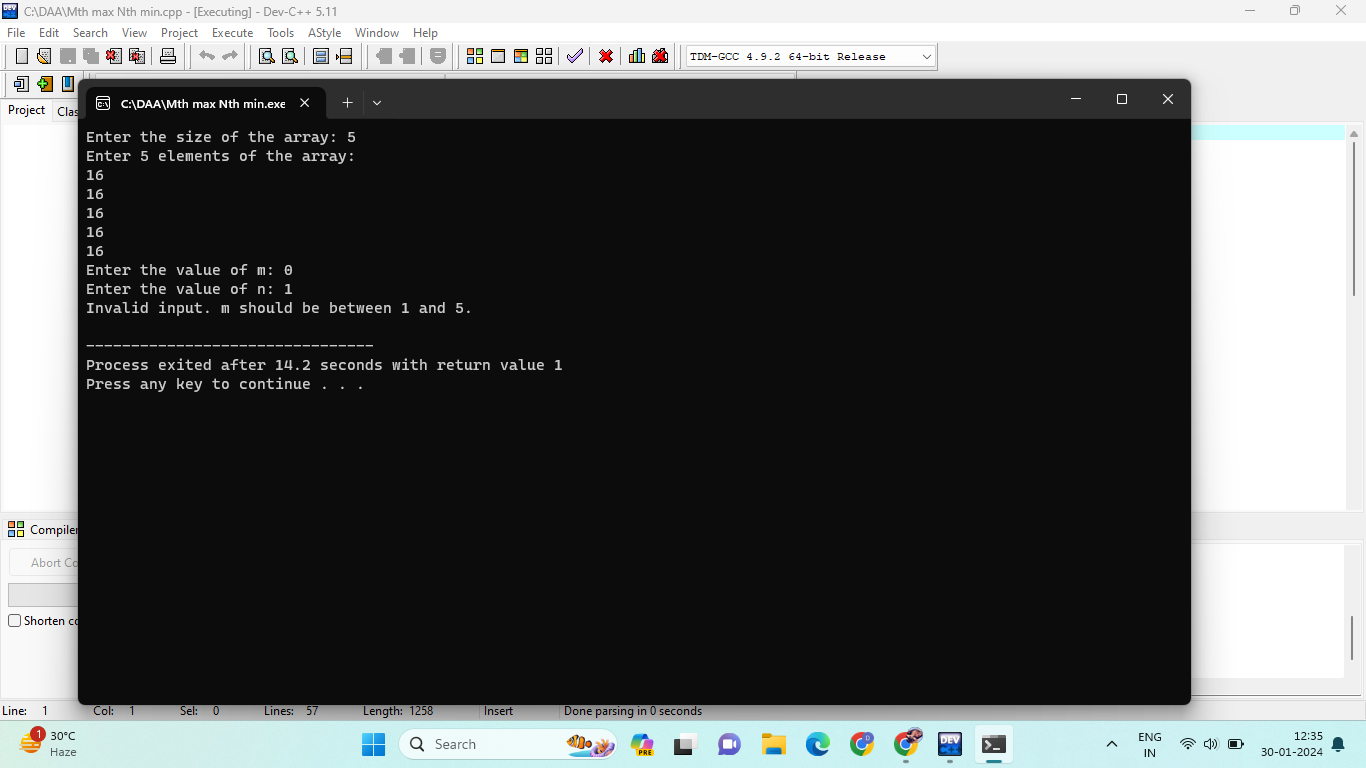 C:\DAA\Mth max Nth min.cpp - [Executing] - Dev-C++ 5.11
File Edit Search View Project Execute Tools AStyle Window Help
TDM-GCC 4.9.2 64-bit Release
Project Clas
C:\DAA\Mth max Nth min.exe
Enter the size of the array: 5
Enter 5 elements of the array:
16
16
16
16
16
Enter the value of m: 0
Enter the value of n: 1
Invalid input. m should be between 1 and 5.
--------------------------------
Process exited after 14.2 seconds with return value 1
Press any key to continue . . .
Compiler
Abort Co
Shorten co
Line: 1 Col: 1 Sel: 0 Lines: 57 Length: 1258 Insert Done parsing in 0 seconds
1
30°C
Haze
Search
PRE
DEV
ENG
IN
12:35
30-01-2024